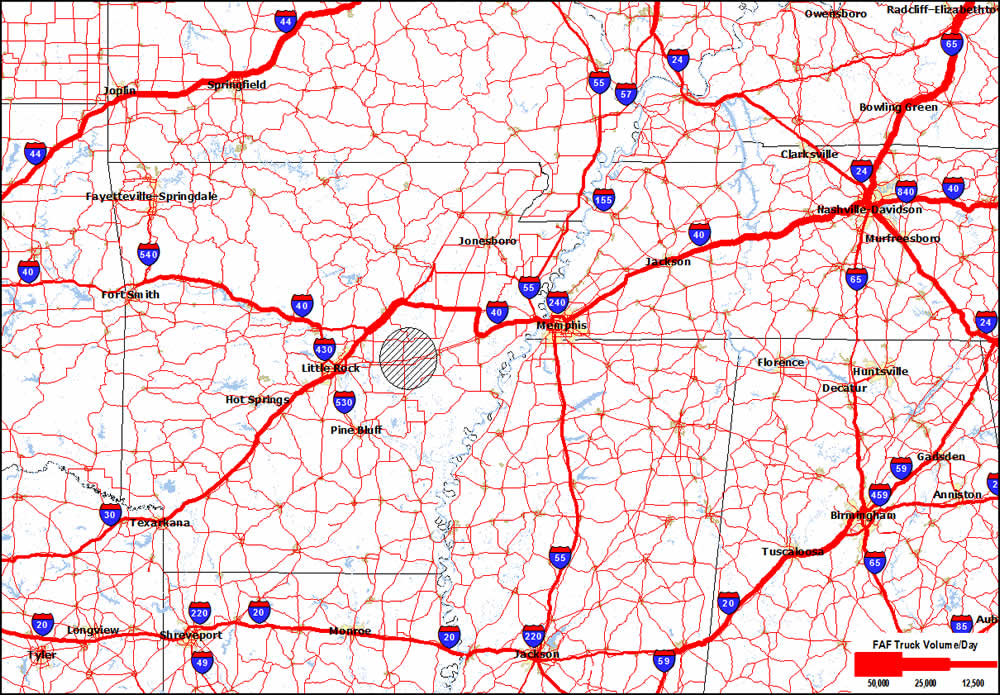 Owensboro
Radcliff-Elizabethto
44
65
24
55
57
Joplin
Springfield
Bowling Green
44
Clarksville
24
Fayetteville-Springdale
155
840
40
Nashville-Davidson
Jonesboro
40
Murfreesboro
540
40
Jackson
65
Fort Smith
55
240
40
40
24
Memphis
430
Little Rock
Florence
Huntsville
Decatur
Hot Springs
530
Pine Bluff
Gadsden
59
2
459
Anniston
30
Texarkana
Birmingham
Tuscaloosa
55
65
20
220
20
20
85
Aub
Longview
Shreveport
Monroe
20
220
FAF Truck Volume/Day
Tyler
49
Jackson
59
50,000 25,000 12,500